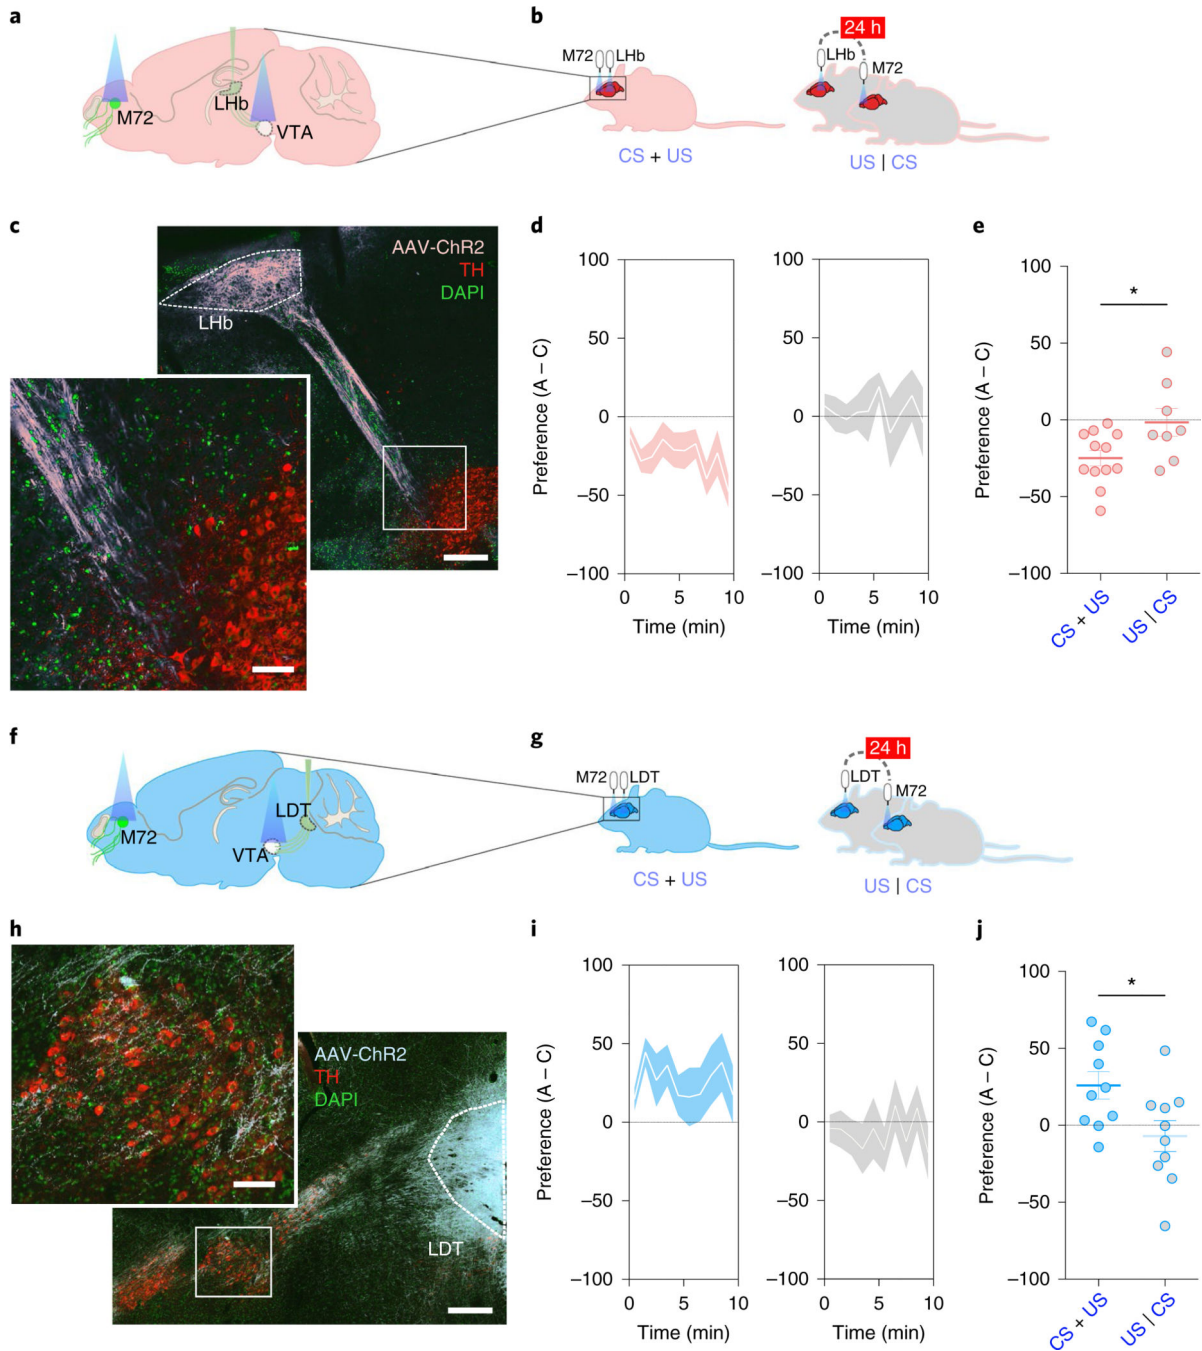 a
M72
LHb
VTA
b
M72 LHb
CS + US
24 h
LHb
M72
US | CS
c
AAV-ChR2
TH
DAPI
LHb
d
Preference (A – C)
100
50
0
–50
–100
0 5 10
Time (min)
0 5 10
Time (min)
100
50
0
–50
–100
e
Preference (A – C)
100
50
0
–50
–100
*
CS + US
US | CS
f
M72
VTA
LDT
g
M72 LDT
CS + US
24 h
LDT
M72
US | CS
h
AAV-ChR2
TH
DAPI
LDT
i
Preference (A – C)
100
50
0
–50
–100
0 5 10
Time (min)
100
50
0
–50
–100
0 5 10
Time (min)
j
Preference (A – C)
100
50
0
–50
–100
*
CS + US
US | CS